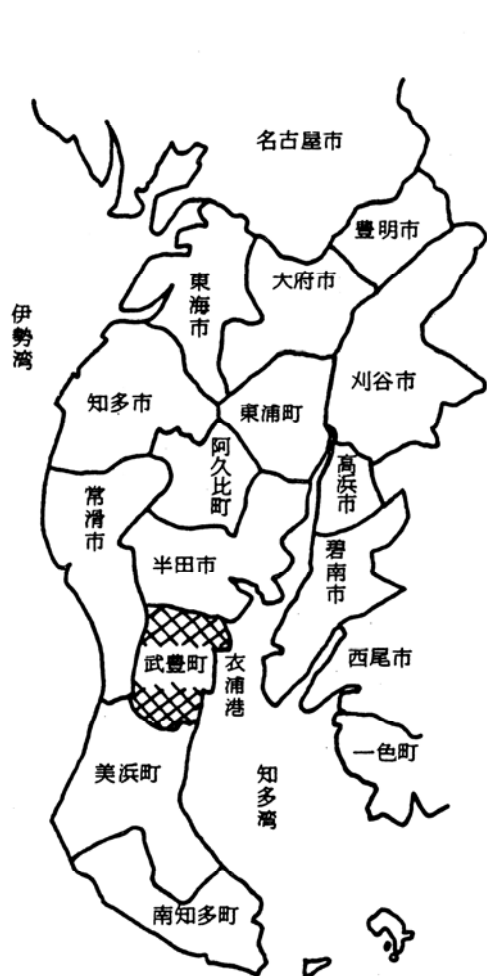 名古屋市
豊明市
大府市
東海市
伊勢湾
刈谷市
知多市
東浦町
阿久比町
高浜市
常滑市
碧南市
半田市
武豊町
衣浦港
西尾市
一色町
美浜町
知多湾
南知多町